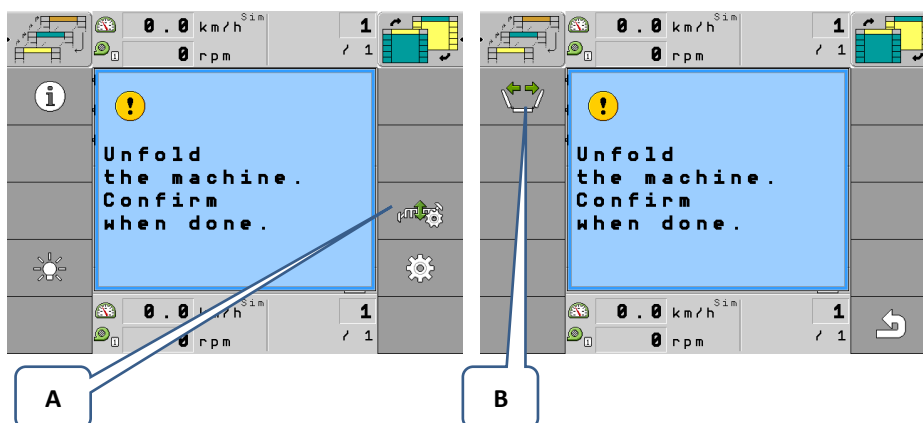 0.0 km/h Sim 1
i 0 rpm / 1
i
Unfold
the machine.
Confirm
when done.
0.0 km/h Sim 1
i 0 rpm / 1
A
0.0 km/h Sim 1
i 0 rpm / 1
Unfold
the machine.
Confirm
when done.
0.0 km/h Sim 1
i 0 rpm / 1
B